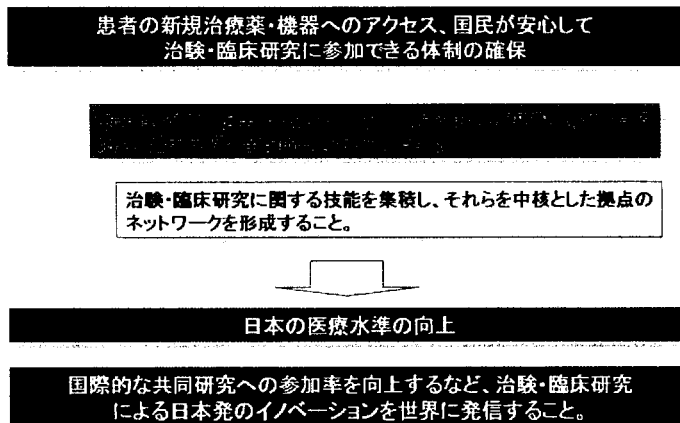 患者の新規治療薬・機器へのアクセス、国民が安心して
治験・臨床研究に参加できる体制の確保
治験・臨床研究に関する技能を集積し、それらを中核とした拠点の
ネットワークを形成すること。
日本の医療水準の向上
国際的な共同研究への参加率を向上するなど、治験・臨床研究
による日本発のイノベーションを世界に発信すること。